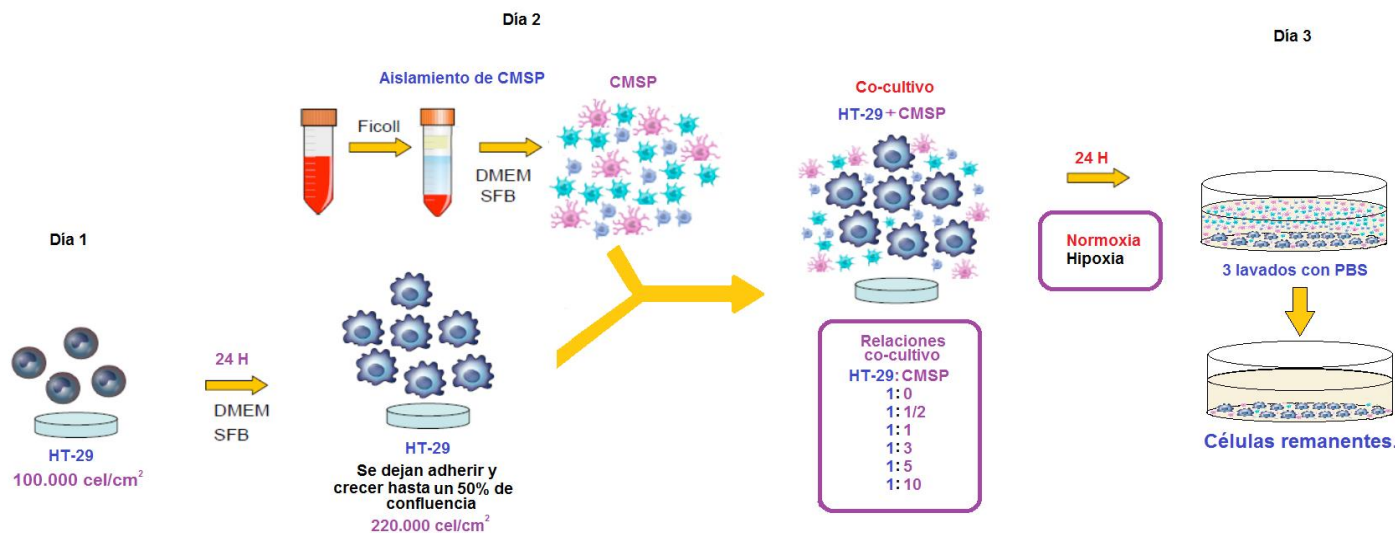 Día 1
HT-29
100.000 cel/cm²
24 H
DMEM
SFB
Día 2
Aislamiento de CMSP
Ficoll
DMEM
SFB
CMSP
HT-29
Se dejan adherir y
crecer hasta un 50% de
confluencia
220.000 cel/cm²
Co-cultivo
HT-29+CMSP
Relaciones
co-cultivo
HT-29:CMSP
1:0
1:1/2
1:1
1:3
1:5
1:10
24 H
Normoxia
Hipoxia
Día 3
3 lavados con PBS
Células remanentes.